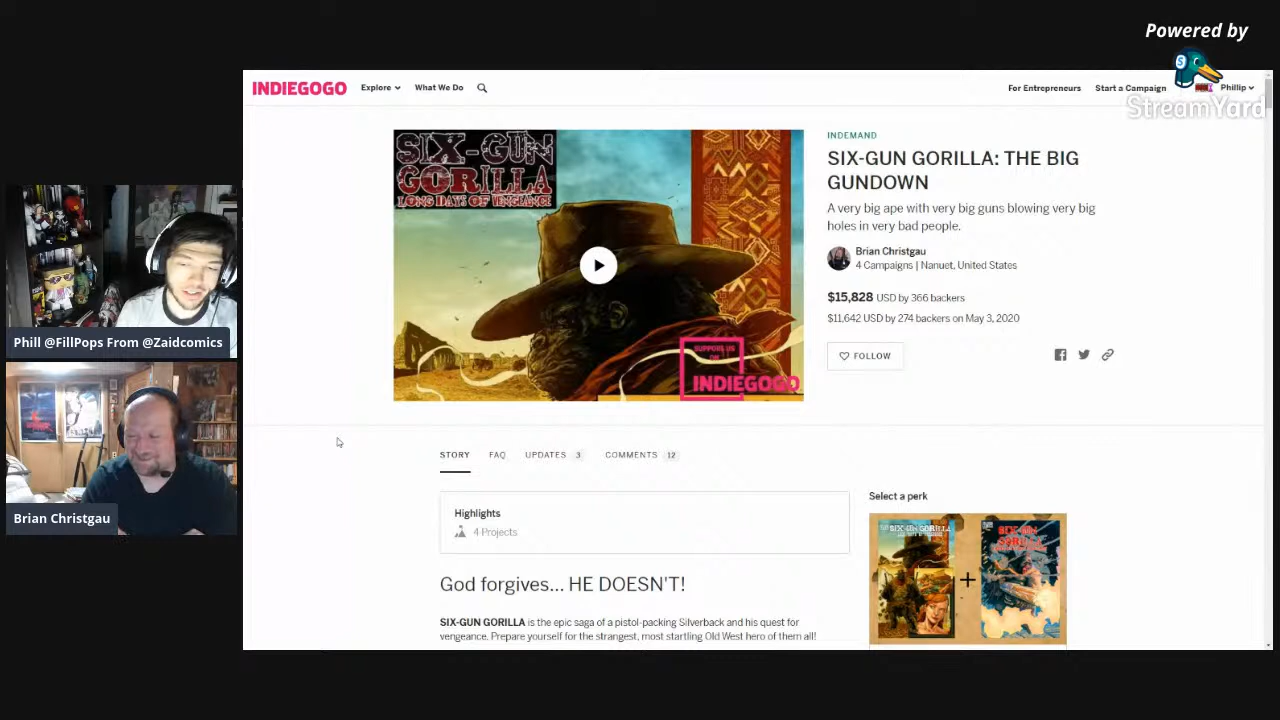 Powered by
StreamYard
INDIEGOGO
Explore
What We Do
For Entrepreneurs
Start a Campaign
Phillip
SIX-GUN
GORILLA
LONG DAYS OF VENGEANCE
SUPPORT US
ON
INDIEGOGO
INDEMAND
SIX-GUN GORILLA: THE BIG
GUNDOWN
A very big ape with very big guns blowing very big
holes in very bad people.
Brian Christgau
4 Campaigns | Nanuet, United States
$15,828 USD by 366 backers
$11,642 USD by 274 backers on May 3, 2020
FOLLOW
Phill @FillPops From @Zaidcomics
Brian Christgau
STORY
FAQ
UPDATES 3
COMMENTS 12
Highlights
4 Projects
God forgives... HE DOESN'T!
SIX-GUN GORILLA is the epic saga of a pistol-packing Silverback and his quest for
vengeance. Prepare yourself for the strangest, most startling Old West hero of them all!
Select a perk
SIX-GUN GORILLA
+
SIX-GUN
GORILLA